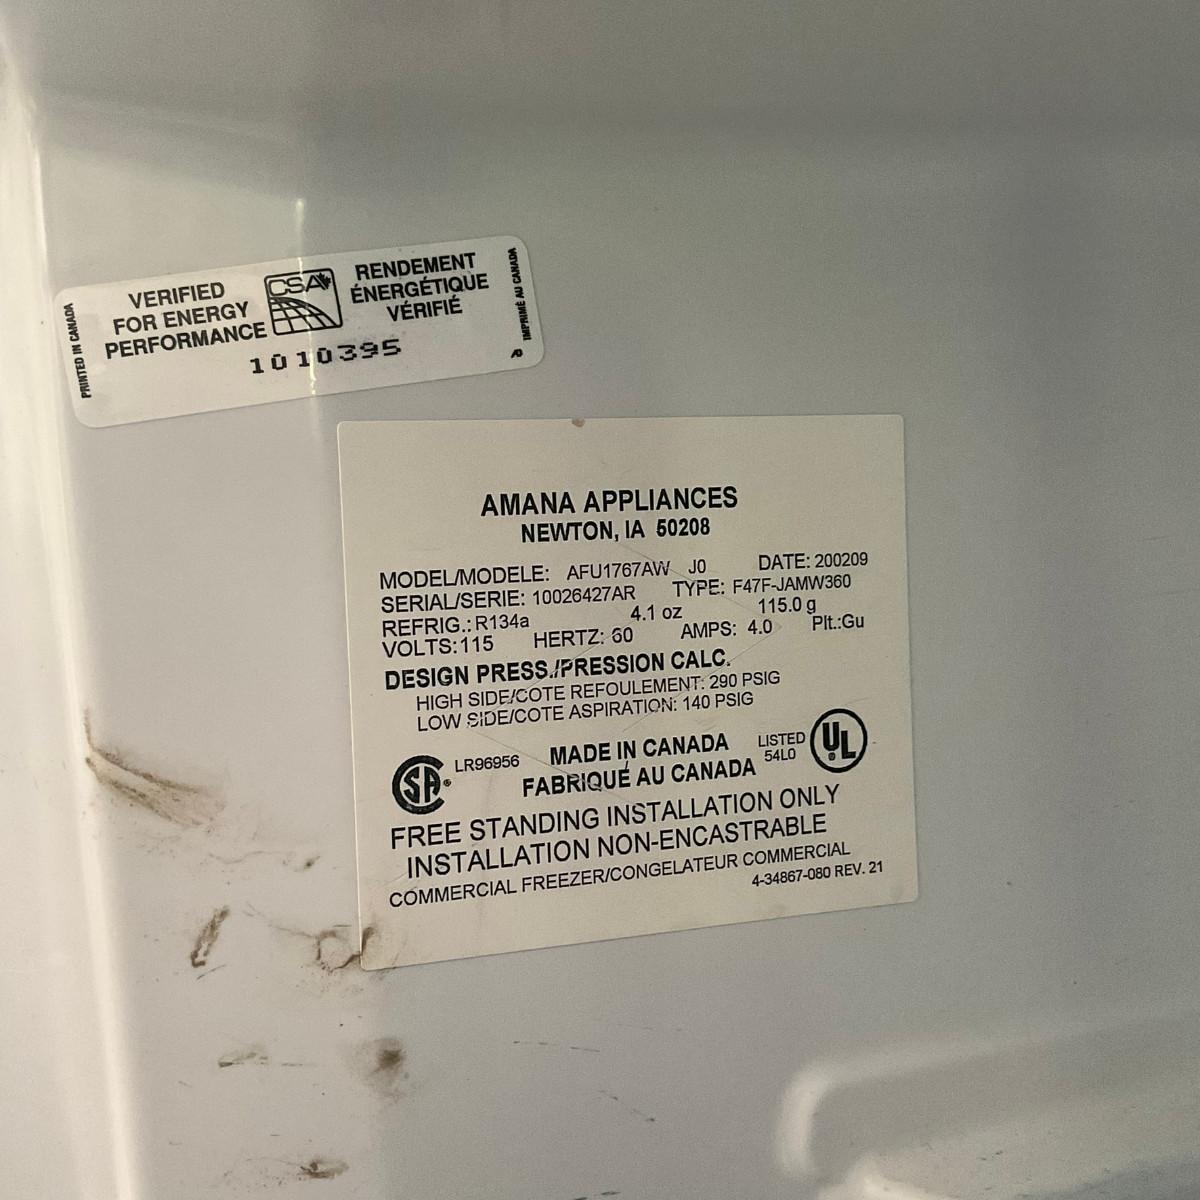 PRINTED IN CANADA
VERIFIED
FOR ENERGY
PERFORMANCE
CSA
RENDEMENT
ÉNERGÉTIQUE
VÉRIFIÉ
1010395
IMPRIMÉ AU CANADA
AMANA APPLIANCES
NEWTON, IA 50208
MODEL/MODELE: AFU1767AW J0 DATE: 200209
SERIAL/SERIE: 10026427AR TYPE: F47F-JAMW360
REFRIG.: R134a 4.1 oz 115.0 g
VOLTS: 115 HERTZ: 60 AMPS: 4.0 Plt.:Gu
DESIGN PRESS./PRESSION CALC.
HIGH SIDE/COTE REFOULEMENT: 290 PSIG
LOW SIDE/COTE ASPIRATION: 140 PSIG
SA ® LR96956 MADE IN CANADA LISTED UL ®
FABRIQUÉ AU CANADA 54L0
FREE STANDING INSTALLATION ONLY
INSTALLATION NON-ENCASTRABLE
COMMERCIAL FREEZER/CONGELATEUR COMMERCIAL
4-34867-080 REV. 21